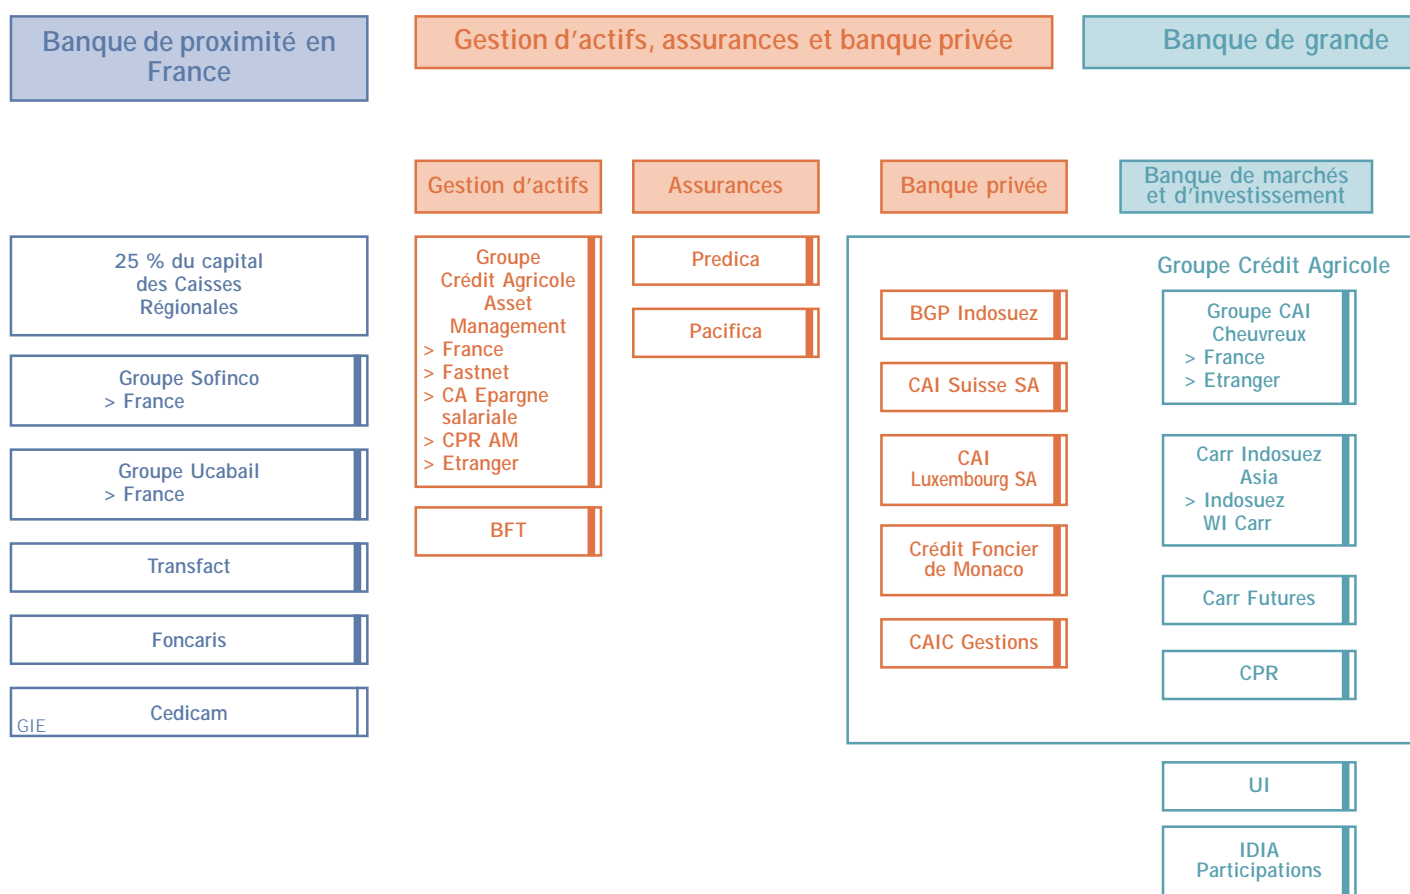 Banque de proximité en
France
Gestion d'actifs, assurances et banque privée
Banque de grande
Gestion d'actifs
Assurances
Banque privée
Banque de marchés
et d'investissement
25 % du capital
des Caisses
Régionales
Groupe Sofinco
> France
Groupe Ucabail
> France
Transfact
Foncaris
Cedicam
GIE
Groupe
Crédit Agricole
Asset
Management
> France
> Fastnet
> CA Epargne
salariale
> CPR AM
> Etranger
BFT
Predica
Pacifica
BGP Indosuez
CAI Suisse SA
CAI
Luxembourg SA
Crédit Foncier
de Monaco
CAIC Gestions
Groupe Crédit Agricole
Groupe CAI
Cheuvreux
> France
> Etranger
Carr Indosuez
Asia
> Indosuez
WI Carr
Carr Futures
CPR
UI
IDIA
Participations